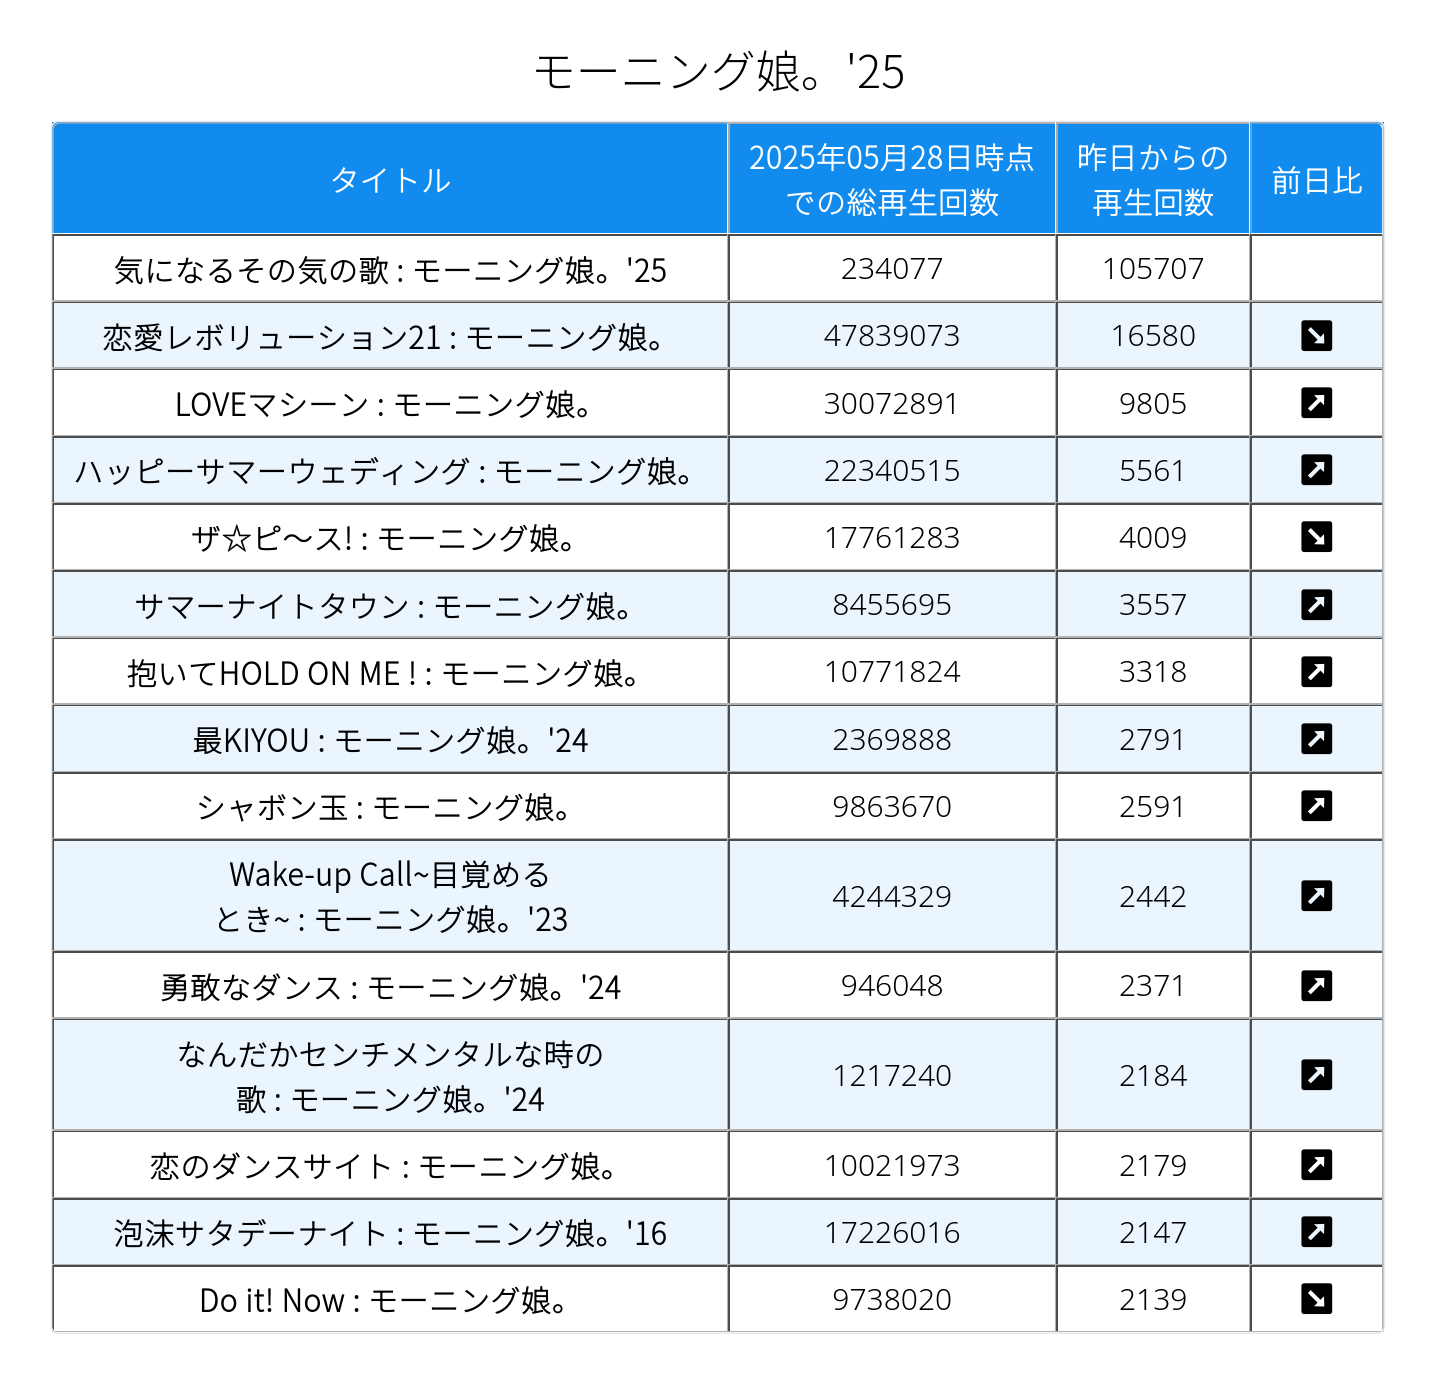 モーニング娘。'25
タイトル
2025年05月28日時点
での総再生回数
昨日からの
再生回数
前日比
気になるその気の歌 : モーニング娘。'25
234077
105707
恋愛レボリューション21 : モーニング娘。
47839073
16580
LOVEマシーン : モーニング娘。
30072891
9805
ハッピーサマーウェディング : モーニング娘。
22340515
5561
ザ☆ピ〜ス! : モーニング娘。
17761283
4009
サマーナイトタウン : モーニング娘。
8455695
3557
抱いてHOLD ON ME ! : モーニング娘。
10771824
3318
最KIYOU : モーニング娘。'24
2369888
2791
シャボン玉 : モーニング娘。
9863670
2591
Wake-up Call~目覚める
とき~ : モーニング娘。'23
4244329
2442
勇敢なダンス : モーニング娘。'24
946048
2371
なんだかセンチメンタルな時の
歌 : モーニング娘。'24
1217240
2184
恋のダンスサイト : モーニング娘。
10021973
2179
泡沫サタデーナイト : モーニング娘。'16
17226016
2147
Do it! Now : モーニング娘。
9738020
2139